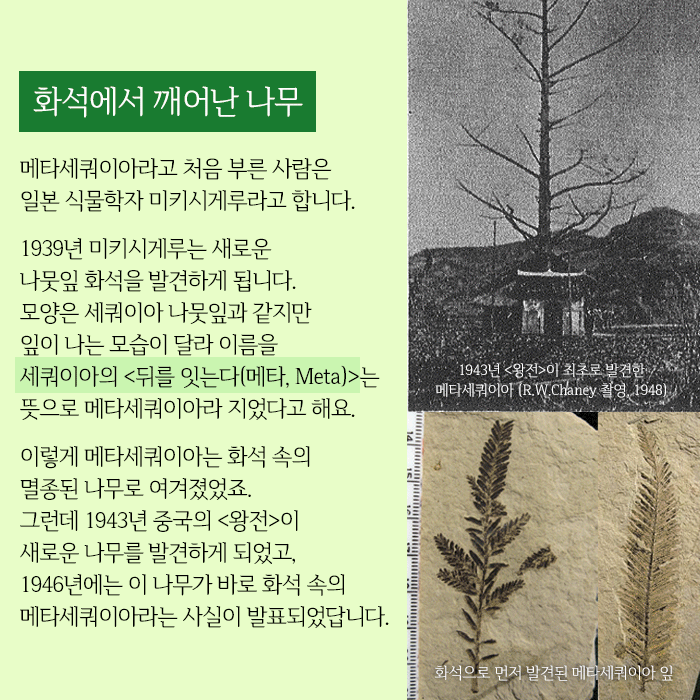 화석에서 깨어난 나무
메타세쿼이아라고 처음 부른 사람은
일본 식물학자 미키시게루라고 합니다.
1939년 미키시게루는 새로운
나뭇잎 화석을 발견하게 됩니다.
모양은 세쿼이아 나뭇잎과 같지만
잎이 나는 모습이 달라 이름을
세쿼이아의 <뒤를 잇는다(메타, Meta)>는
뜻으로 메타세쿼이아라 지었다고 해요.
이렇게 메타세쿼이아는 화석 속의
멸종된 나무로 여겨졌었죠.
그런데 1943년 중국의 <왕전>이
새로운 나무를 발견하게 되었고,
1946년에는 이 나무가 바로 화석 속의
메타세쿼이아라는 사실이 발표되었답니다.
1943년 <왕전>이 최초로 발견한
메타세쿼이아 (R.W.Chaney 촬영, 1948)
화석으로 먼저 발견된 메타세쿼이아 잎